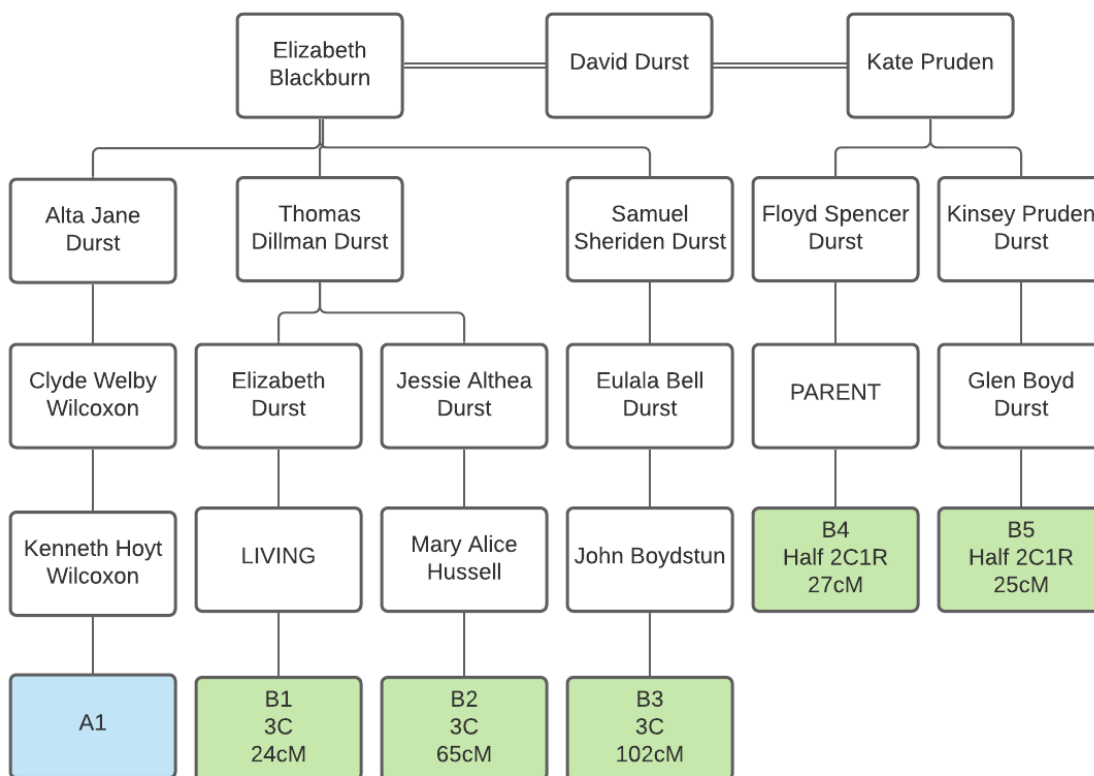 Elizabeth
Blackburn
David Durst
Kate Pruden
Alta Jane
Durst
Thomas
Dillman Durst
Samuel
Sheriden Durst
Floyd Spencer
Durst
Kinsey Pruden
Durst
Clyde Welby
Wilcoxon
Elizabeth
Durst
Jessie Althea
Durst
Eulala Bell
Durst
PARENT
Glen Boyd
Durst
Kenneth Hoyt
Wilcoxon
LIVING
Mary Alice
Hussell
John Boydstun
B4
Half 2C1R
27cM
B5
Half 2C1R
25cM
A1
B1
3C
24cM
B2
3C
65cM
B3
3C
102cM